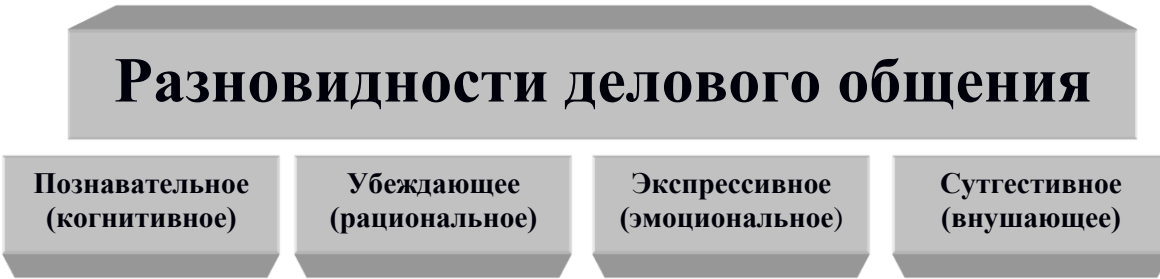 Разновидности делового общения
Познавательное
(когнитивное)
Убеждающее
(рациональное)
Экспрессивное
(эмоциональное)
Сутгестивное
(внушающее)